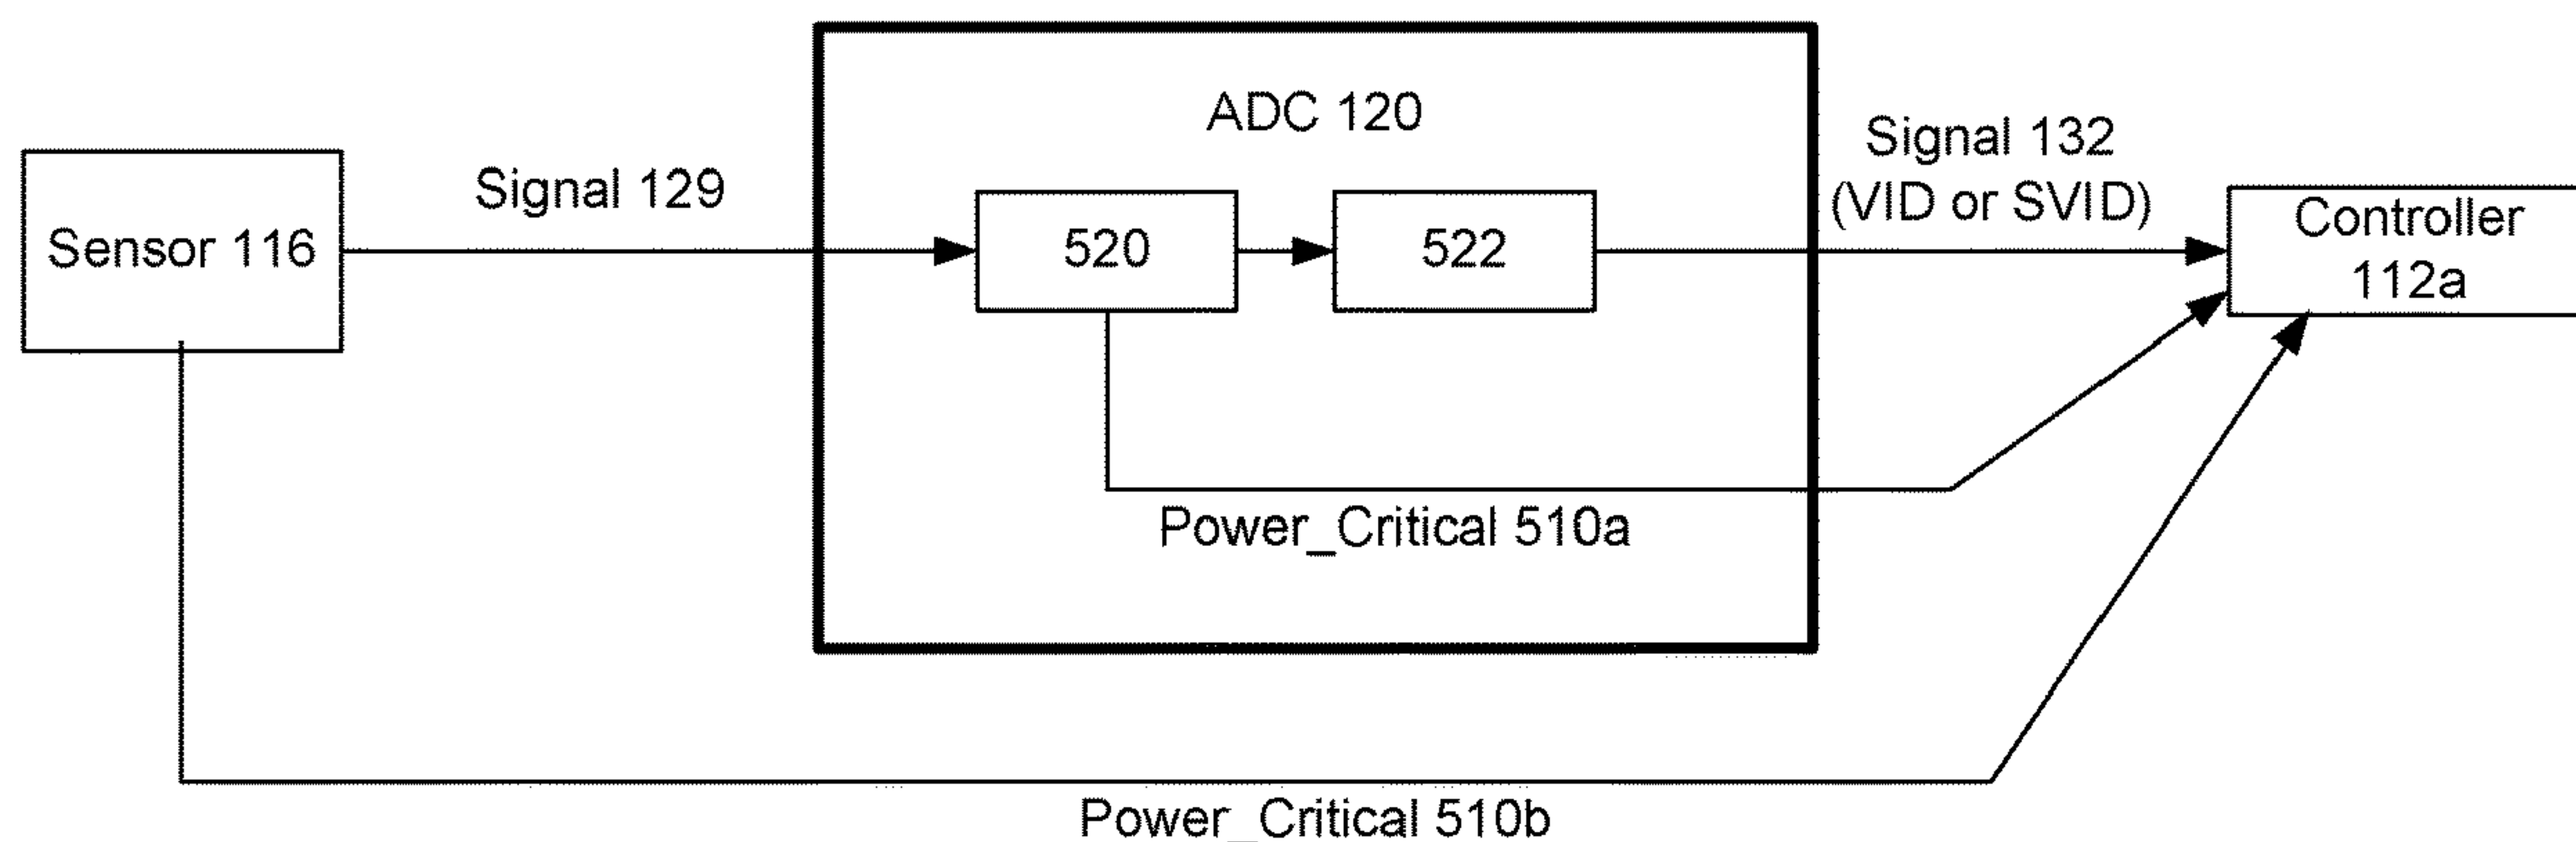 ADC 120
Signal 132
(VID or SVID)
Signal 129
Sensor 116
520
522
Controller
112a
Power_Critical 510a
Power_Critical 510b